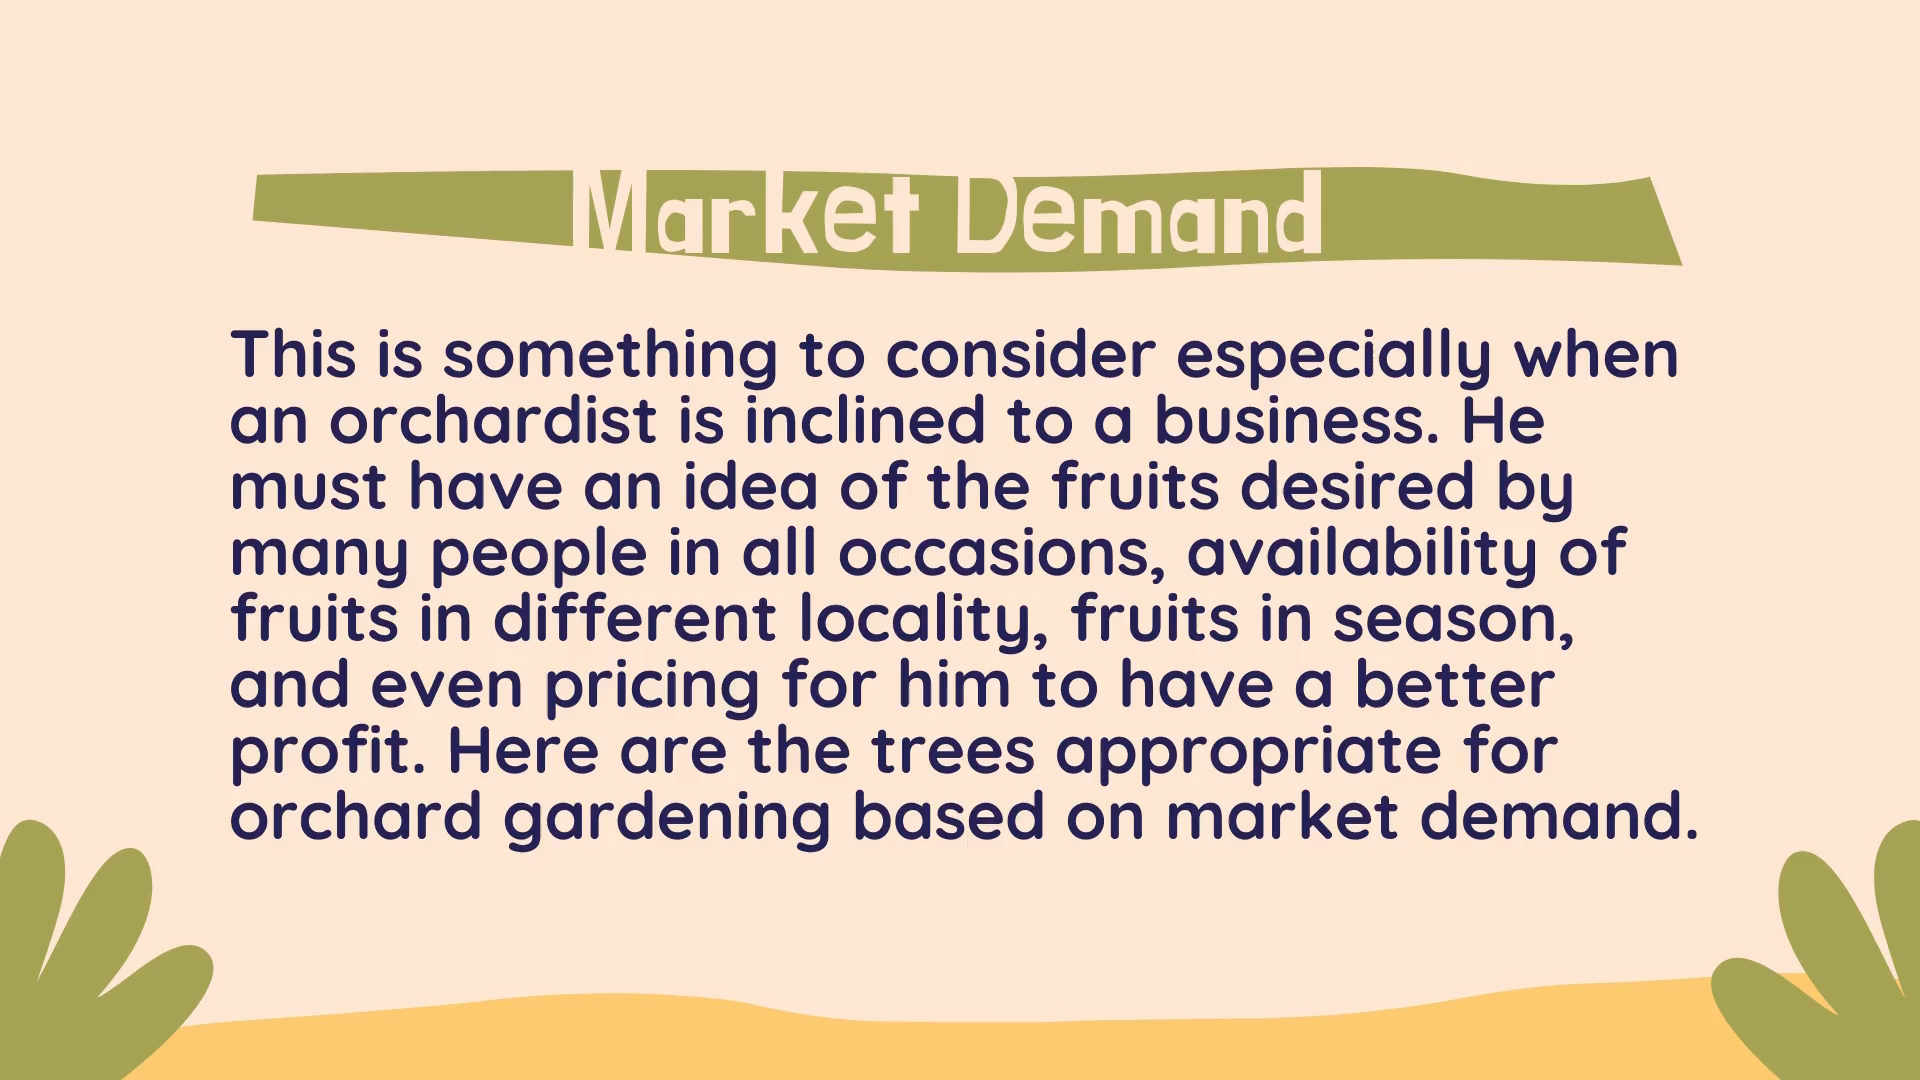 Market Demand
This is something to consider especially when
an orchardist is inclined to a business. He
must have an idea of the fruits desired by
many people in all occasions, availability of
fruits in different locality, fruits in season,
and even pricing for him to have a better
profit. Here are the trees appropriate for
orchard gardening based on market demand.